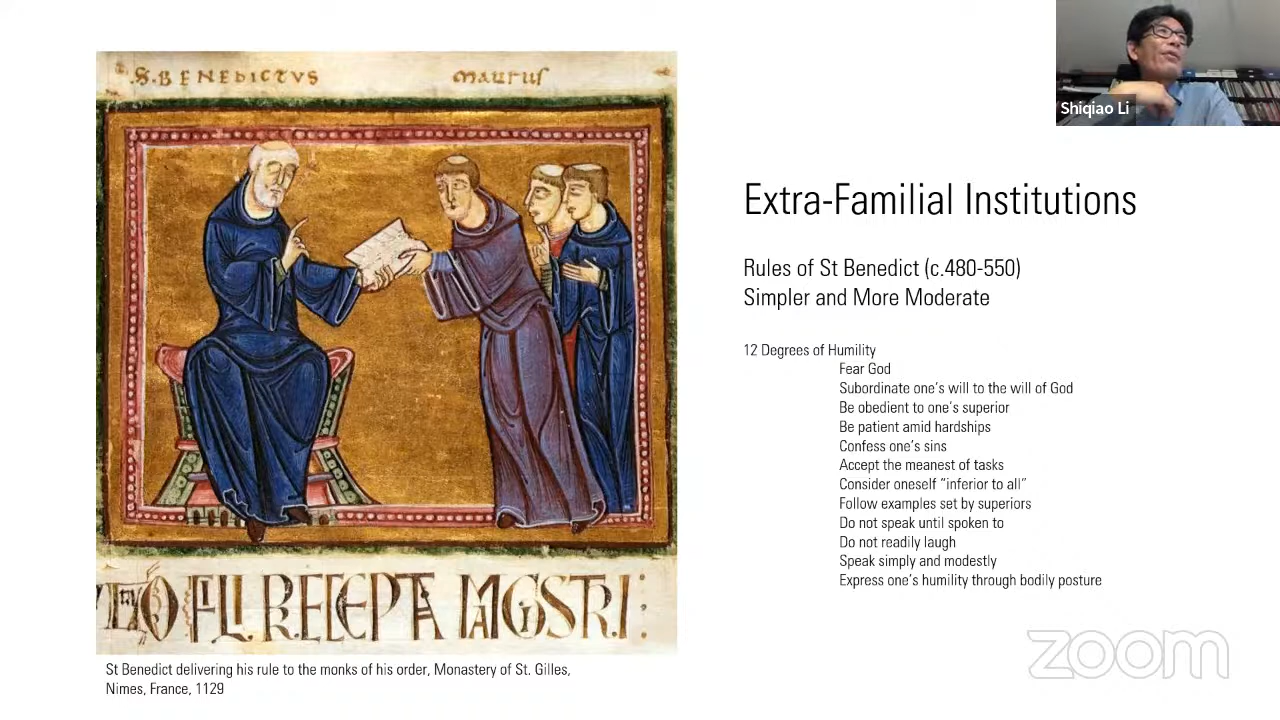 S. BENEDICTVS
maurus
FILI RECEPTA MAGISTRI:
St Benedict delivering his rule to the monks of his order, Monastery of St. Gilles,
Nimes, France, 1129
Shiqiao Li
Extra-Familial Institutions
Rules of St Benedict (c.480-550)
Simpler and More Moderate
12 Degrees of Humility
Fear God
Subordinate one's will to the will of God
Be obedient to one's superior
Be patient amid hardships
Confess one's sins
Accept the meanest of tasks
Consider oneself "inferior to all"
Follow examples set by superiors
Do not speak until spoken to
Do not readily laugh
Speak simply and modestly
Express one's humility through bodily posture
zoom